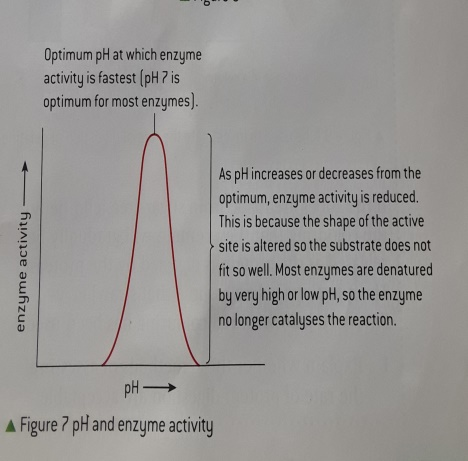 Optimum pH at which enzyme
activity is fastest (pH 7 is
optimum for most enzymes).
As pH increases or decreases from the
optimum, enzyme activity is reduced.
This is because the shape of the active
site is altered so the substrate does not
fit so well. Most enzymes are denatured
by very high or low pH, so the enzyme
no longer catalyses the reaction.
enzyme activity
pH
▲ Figure 7 pH and enzyme activity